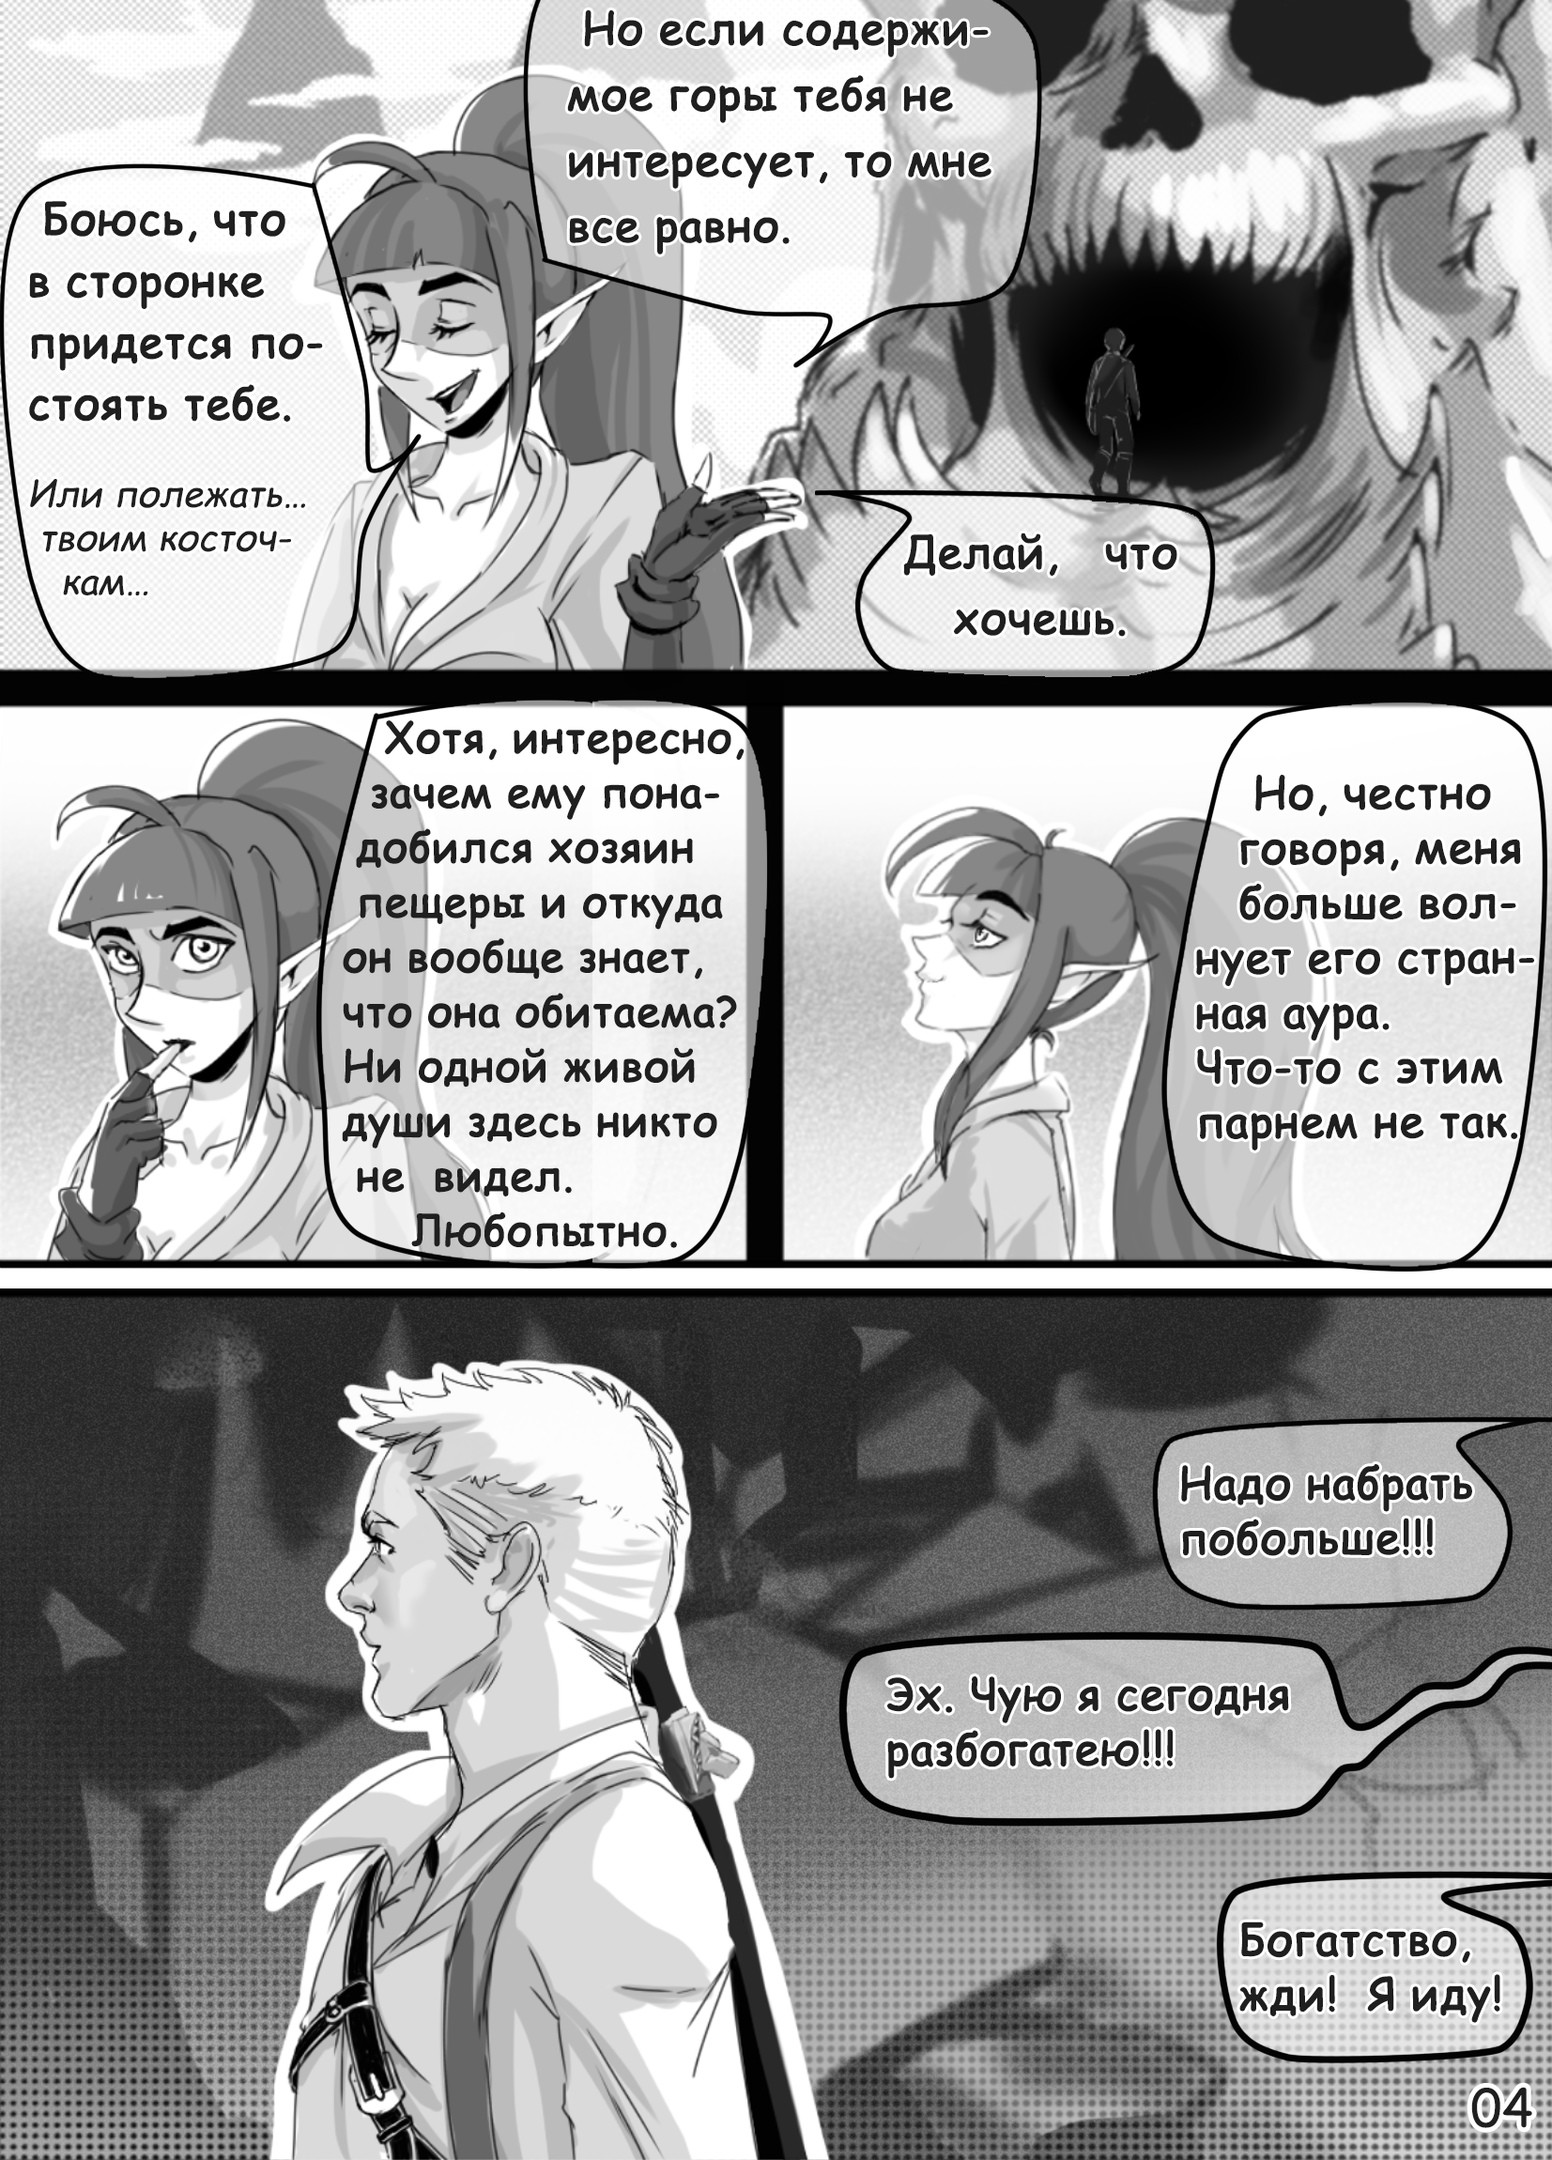 Боюсь, что
в сторонке
придется по-
стоять тебе.
Или полежать...
твоим косточ-
кам...
Но если содержи-
мое горы тебя не
интересует, то мне
все равно.
Делай, что
хочешь.
Хотя, интересно,
зачем ему пона-
добился хозяин
пещеры и откуда
он вообще знает,
что она обитаема?
Ни одной живой
души здесь никто
не видел.
Любопытно.
Но, честно
говоря, меня
больше вол-
нует его стран-
ная аура.
Что-то с этим
парнем не так.
Надо набрать
побольше!!!
Эх. Чую я сегодня
разбогатею!!!
Богатство,
жди! Я иду!
04